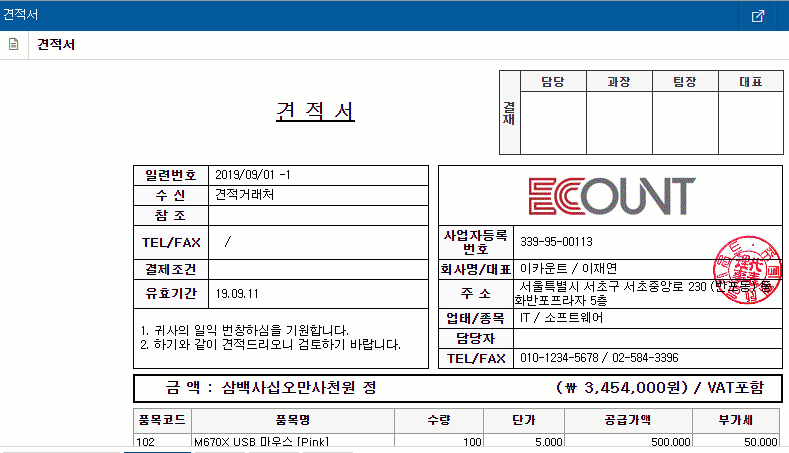 견적서
견적서
견 적 서
결재
담당 과장 팀장 대표
일련번호 2019/09/01 -1
수 신 견적거래처
참 조
TEL/FAX /
결제조건
유효기간 19.09.11
1. 귀사의 일익 번창하심을 기원합니다.
2. 하기와 같이 견적드리오니 검토하기 바랍니다.
ECOUNT
사업자등록
번호 339-95-00113
회사명/대표 이카운트 / 이재연
주 소 서울특별시 서초구 서초중앙로 230 (반포동)
화반포프라자 5층
업태/종목 IT / 소프트웨어
담당자
TEL/FAX 010-1234-5678 / 02-584-3396
금 액 : 삼백사십오만사천원 정 (₩ 3,454,000원) / VAT포함
품목코드 품목명 수량 단가 공급가액 부가세
102 M670X USB 마우스 [Pink] 100 5,000 500,000 50,000